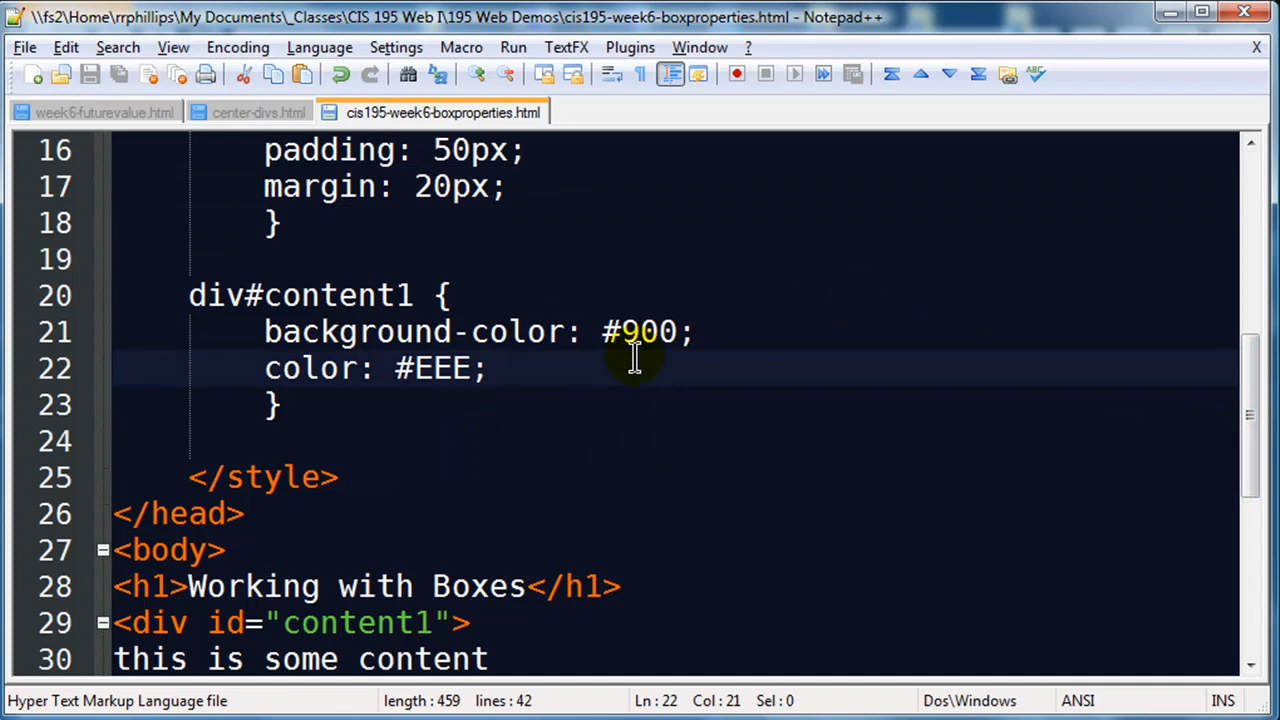 \\fs2\Home\rrphillips\My Documents\_Classes\CIS 195 Web I\195 Web Demos\cis195-week6-boxproperties.html - Notepad++
File Edit Search View Encoding Language Settings Macro Run TextFX Plugins Window ? X
week6-futurevalue.html center-divs.html cis195-week6-boxproperties.html
16 padding: 50px;
17 margin: 20px;
18 }
19
20 div#content1 {
21 background-color: #900;
22 color: #EEE;
23 }
24
25 </style>
26 </head>
27 <body>
28 <h1>Working with Boxes</h1>
29 <div id="content1">
30 this is some content
Hyper Text Markup Language file length : 459 lines : 42 Ln : 22 Col : 21 Sel : 0 Dos\Windows ANSI INS